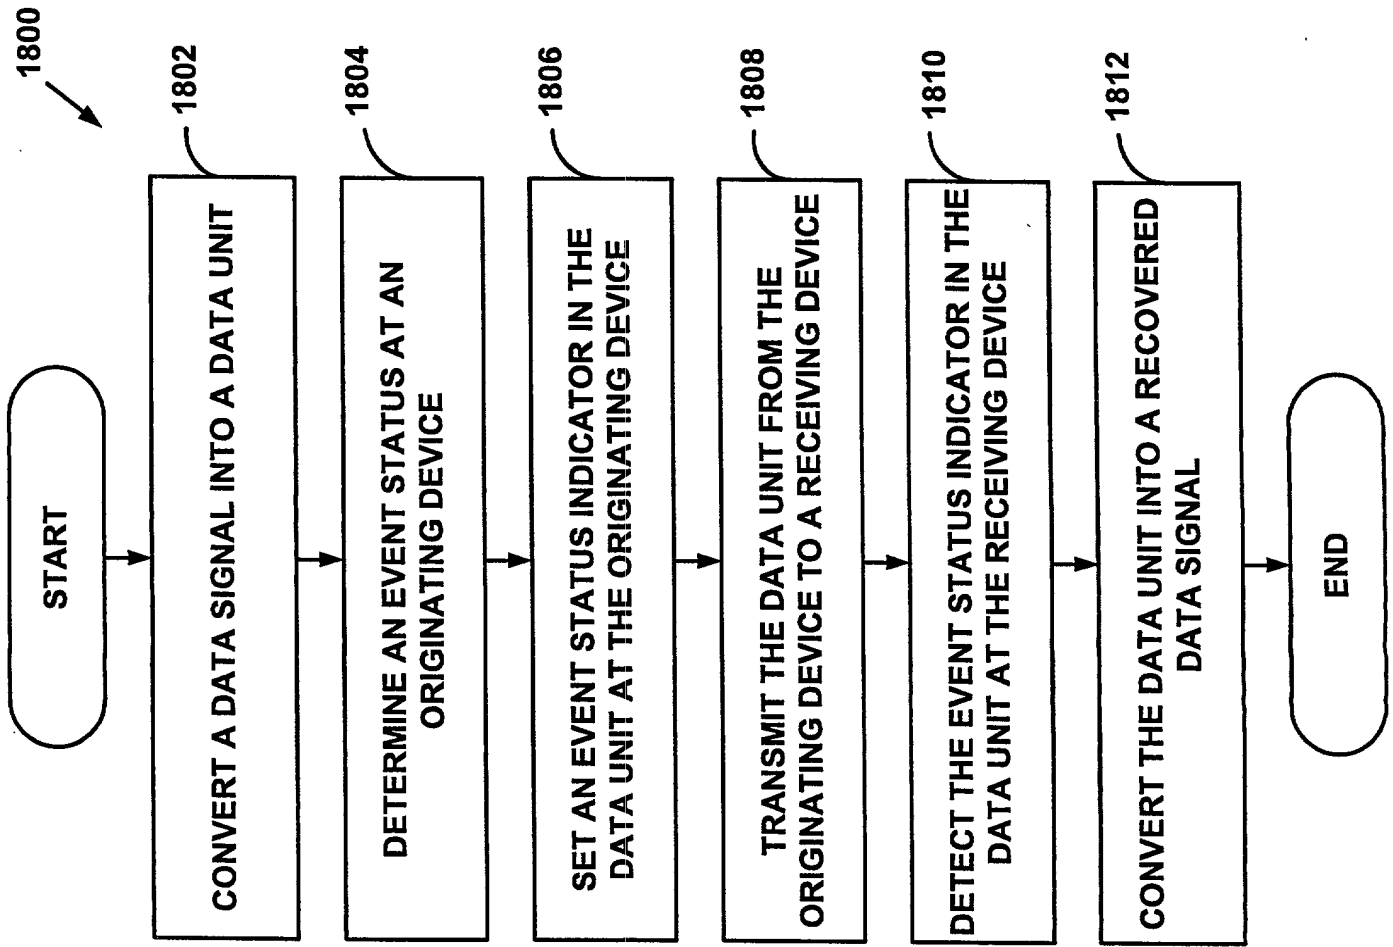 1800
START
1802
CONVERT A DATA SIGNAL INTO A DATA UNIT
1804
DETERMINE AN EVENT STATUS AT AN
ORIGINATING DEVICE
1806
SET AN EVENT STATUS INDICATOR IN THE
DATA UNIT AT THE ORIGINATING DEVICE
1808
TRANSMIT THE DATA UNIT FROM THE
ORIGINATING DEVICE TO A RECEIVING DEVICE
1810
DETECT THE EVENT STATUS INDICATOR IN THE
DATA UNIT AT THE RECEIVING DEVICE
1812
CONVERT THE DATA UNIT INTO A RECOVERED
DATA SIGNAL
END